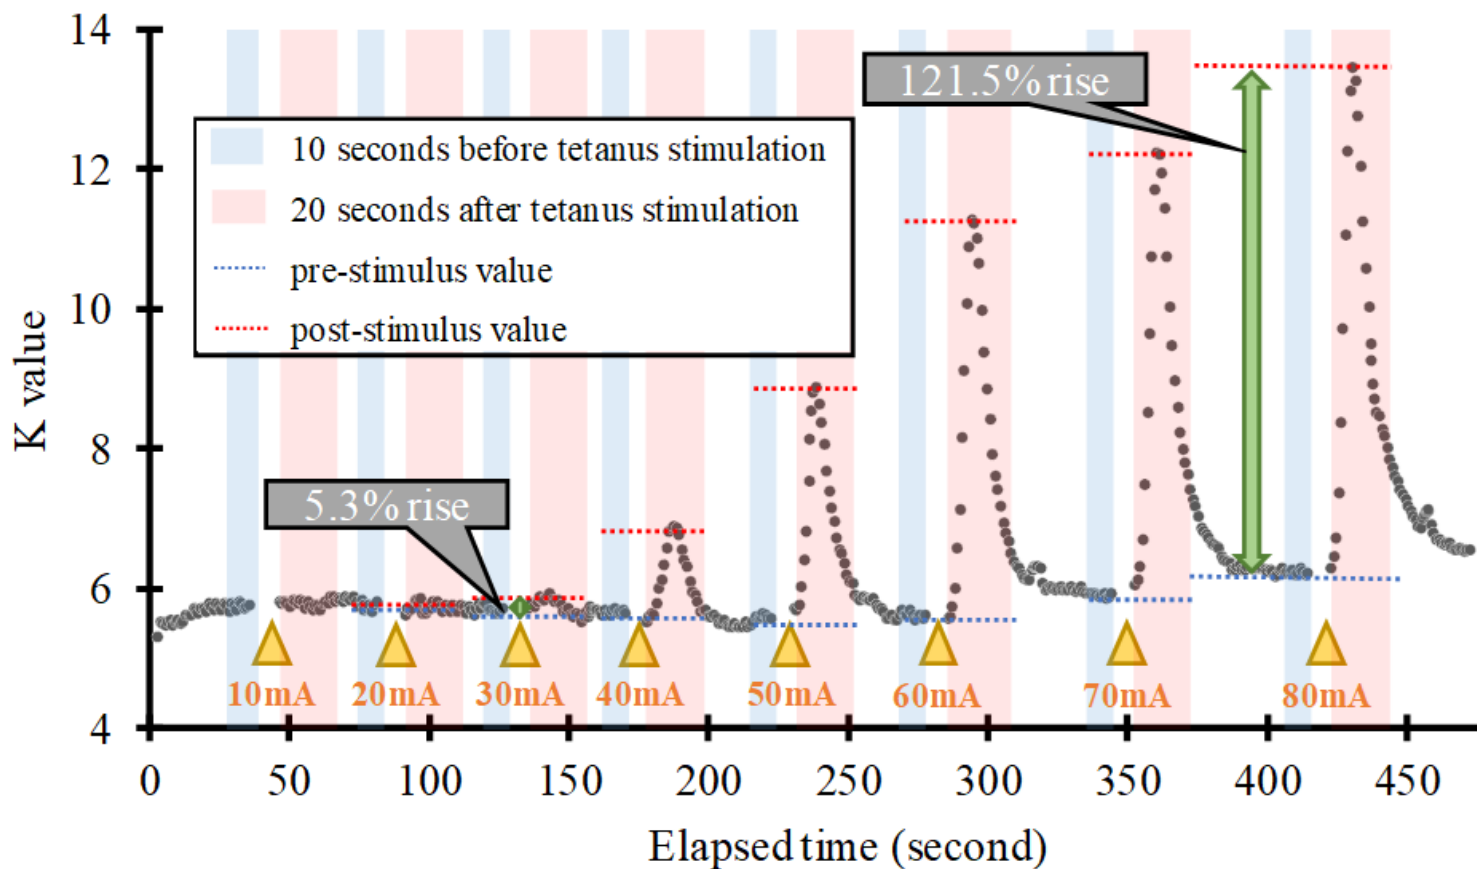 14
12
10
8
6
4
K value
121.5% rise
10 seconds before tetanus stimulation
20 seconds after tetanus stimulation
pre-stimulus value
post-stimulus value
5.3% rise
10mA 20mA 30mA 40mA 50mA 60mA 70mA 80mA
0 50 100 150 200 250 300 350 400 450
Elapsed time (second)